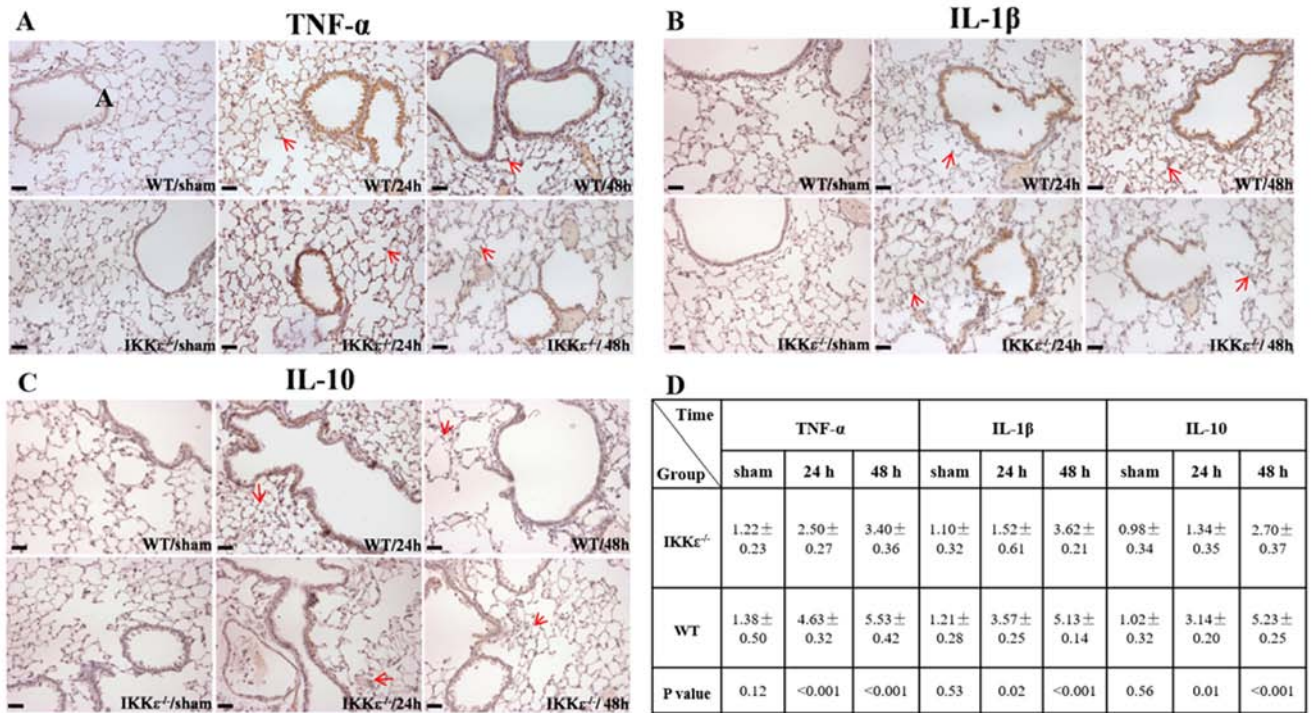 A
TNF-α
A
WT/sham
WT/24h
WT/48h
IKKε⁻/⁻/sham
IKKε⁻/⁻/24h
IKKε⁻/⁻/ 48h
B
IL-1β
WT/sham
WT/24h
WT/48h
IKKε⁻/⁻/sham
IKKε⁻/⁻/24h
IKKε⁻/⁻/ 48h
C
IL-10
WT/sham
WT/24h
WT/48h
IKKε⁻/⁻/sham
IKKε⁻/⁻/24h
IKKε⁻/⁻/48h
D
Time
Group
TNF-α IL-1β IL-10
sham 24 h 48 h sham 24 h 48 h sham 24 h 48 h
IKKε⁻/⁻ 1.22± 2.50± 3.40± 1.10± 1.52± 3.62± 0.98± 1.34± 2.70±
0.23 0.27 0.36 0.32 0.61 0.21 0.34 0.35 0.37
WT 1.38± 4.63± 5.53± 1.21± 3.57± 5.13± 1.02± 3.14± 5.23±
0.50 0.32 0.42 0.28 0.25 0.14 0.32 0.20 0.25
P value 0.12 <0.001 <0.001 0.53 0.02 <0.001 0.56 0.01 <0.001